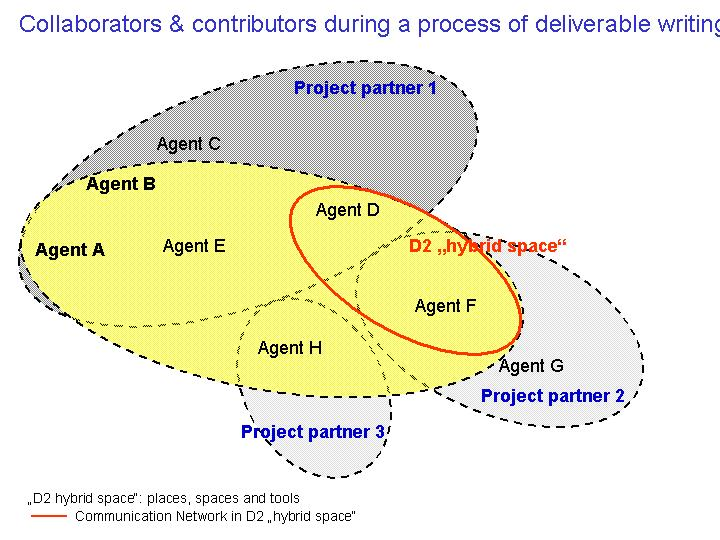 Collaborators & contributors during a process of deliverable writing
Project partner 1
Agent C
Agent B
Agent D
Agent A
Agent E
D2 „hybrid space“
Agent F
Agent H
Agent G
Project partner 2
Project partner 3
„D2 hybrid space“: places, spaces and tools
Communication Network in D2 „hybrid space“